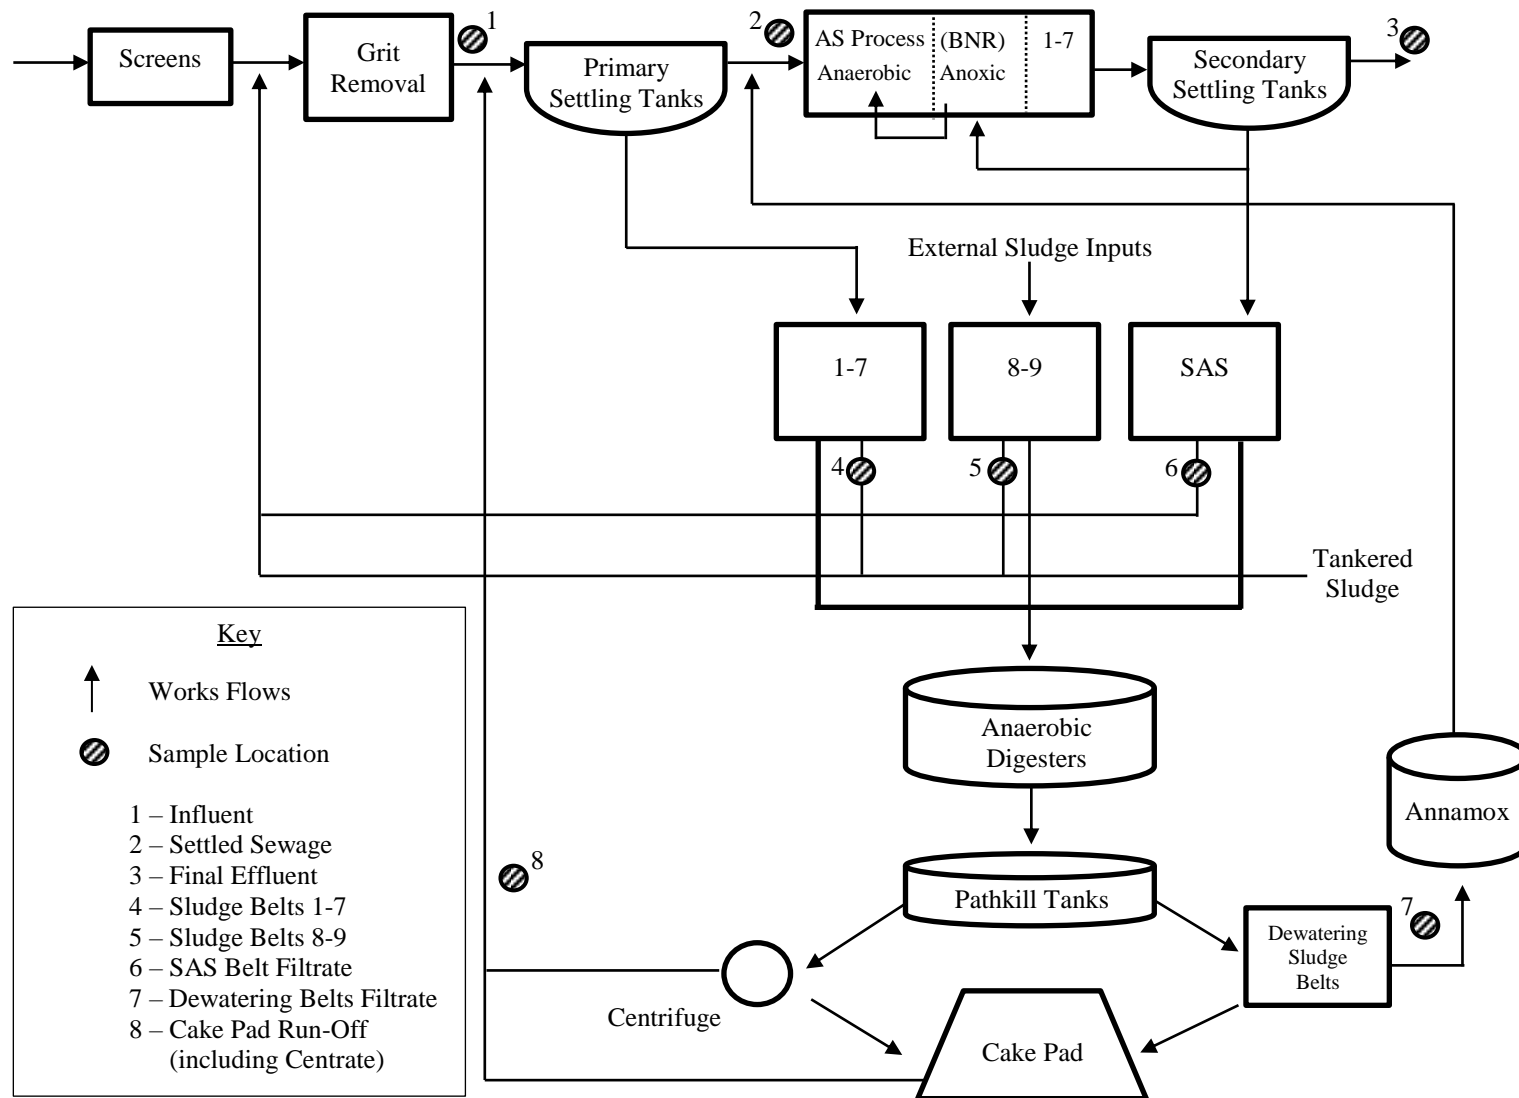 1
2
3
Screens
Grit
Removal
Primary
Settling Tanks
AS Process
Anaerobic
(BNR)
Anoxic
1-7
Secondary
Settling Tanks
External Sludge Inputs
1-7
8-9
SAS
4
5
6
Tankered
Sludge
Key
Works Flows
Sample Location
1 – Influent
2 – Settled Sewage
3 – Final Effluent
4 – Sludge Belts 1-7
5 – Sludge Belts 8-9
6 – SAS Belt Filtrate
7 – Dewatering Belts Filtrate
8 – Cake Pad Run-Off
(including Centrate)
Anaerobic
Digesters
Annamox
8
Pathkill Tanks
7
Dewatering
Sludge
Belts
Centrifuge
Cake Pad